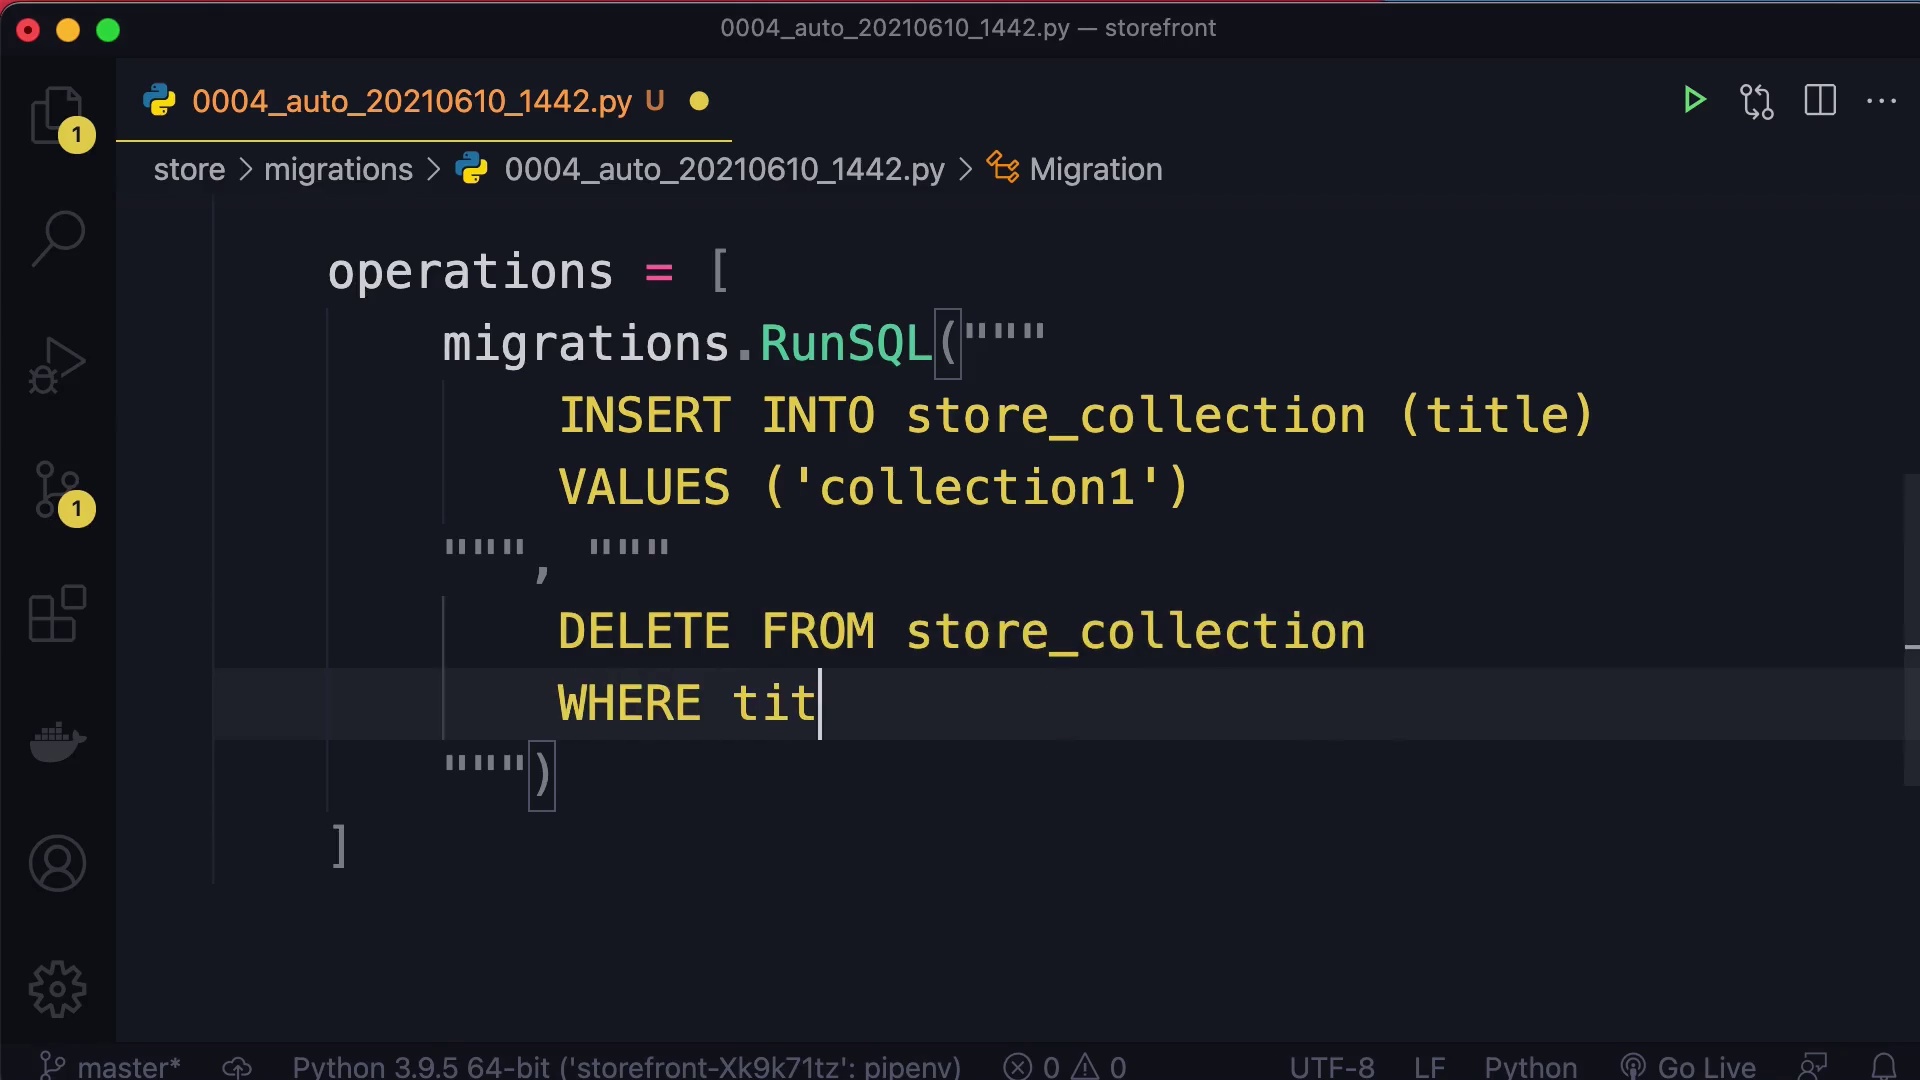 0004_auto_20210610_1442.py — storefront
0004_auto_20210610_1442.py U
1
store > migrations > 0004_auto_20210610_1442.py > Migration
operations = [
migrations.RunSQL("""
INSERT INTO store_collection (title)
VALUES ('collection1')
""", """
DELETE FROM store_collection
WHERE tit
""")
]
1
master* Python 3.9.5 64-bit ('storefront-Xk9k71tz': pipenv) 0 0 UTF-8 LF Python Go Live